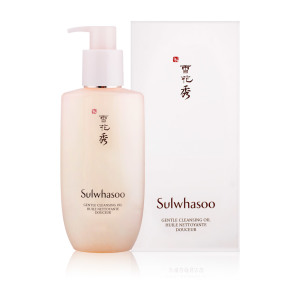 雪
花
秀
Sulwhasoo
GENTLE CLEANSING OIL
HUILE NETTOYANTE
DOUCEUR
雪
花
秀
Sulwhasoo
GENTLE CLEANSING OIL
HUILE NETTOYANTE
DOUCEUR